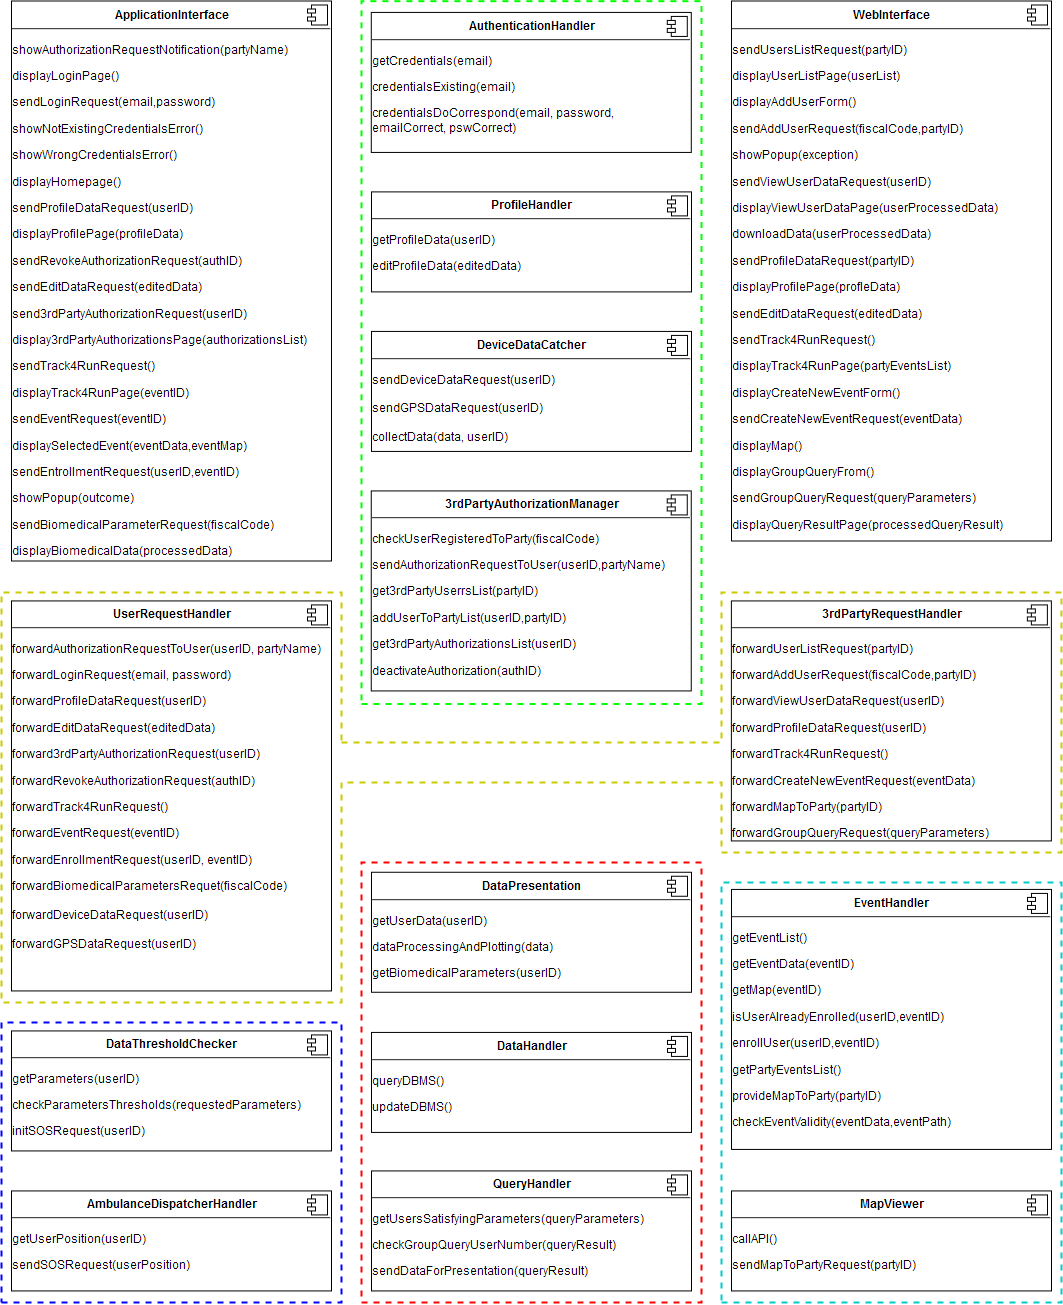 ApplicationInterface
showAuthorizationRequestNotification(partyName)
displayLoginPage()
sendLoginRequest(email,password)
showNotExistingCredentialsError()
showWrongCredentialsError()
displayHomepage()
sendProfileDataRequest(userID)
displayProfilePage(profileData)
sendRevokeAuthorizationRequest(authID)
sendEditDataRequest(editedData)
send3rdPartyAuthorizationRequest(userID)
display3rdPartyAuthorizationsPage(authorizationsList)
sendTrack4RunRequest()
displayTrack4RunPage(eventID)
sendEventRequest(eventID)
displaySelectedEvent(eventData,eventMap)
sendEntrollmentRequest(userID,eventID)
showPopup(outcome)
sendBiomedicalParameterRequest(fiscalCode)
displayBiomedicalData(processedData)
AuthenticationHandler
getCredentials(email)
credentialsExisting(email)
credentialsDoCorrespond(email, password,
emailCorrect, pswCorrect)
ProfileHandler
getProfileData(userID)
editProfileData(editedData)
DeviceDataCatcher
sendDeviceDataRequest(userID)
sendGPSDataRequest(userID)
collectData(data, userID)
3rdPartyAuthorizationManager
checkUserRegisteredToParty(fiscalCode)
sendAuthorizationRequestToUser(userID,partyName)
get3rdPartyUserrsList(partyID)
addUserToPartyList(userID,partyID)
get3rdPartyAuthorizationsList(userID)
deactivateAuthorization(authID)
WebInterface
sendUsersListRequest(partyID)
displayUserListPage(userList)
displayAddUserForm()
sendAddUserRequest(fiscalCode,partyID)
showPopup(exception)
sendViewUserDataRequest(userID)
displayViewUserDataPage(userProcessedData)
downloadData(userProcessedData)
sendProfileDataRequest(partyID)
displayProfilePage(profleData)
sendEditDataRequest(editedData)
sendTrack4RunRequest()
displayTrack4RunPage(partyEventsList)
displayCreateNewEventForm()
sendCreateNewEventRequest(eventData)
displayMap()
displayGroupQueryFrom()
sendGroupQueryRequest(queryParameters)
displayQueryResultPage(processedQueryResult)
UserRequestHandler
forwardAuthorizationRequestToUser(userID, partyName)
forwardLoginRequest(email, password)
forwardProfileDataRequest(userID)
forwardEditDataRequest(editedData)
forward3rdPartyAuthorizationRequest(userID)
forwardRevokeAuthorizationRequest(authID)
forwardTrack4RunRequest()
forwardEventRequest(eventID)
forwardEnrollmentRequest(userID, eventID)
forwardBiomedicalParametersRequet(fiscalCode)
forwardDeviceDataRequest(userID)
forwardGPSDataRequest(userID)
3rdPartyRequestHandler
forwardUserListRequest(partyID)
forwardAddUserRequest(fiscalCode,partyID)
forwardViewUserDataRequest(userID)
forwardProfileDataRequest(userID)
forwardTrack4RunRequest()
forwardCreateNewEventRequest(eventData)
forwardMapToParty(partyID)
forwardGroupQueryRequest(queryParameters)
DataThresholdChecker
getParameters(userID)
checkParametersThresholds(requestedParameters)
initSOSRequest(userID)
AmbulanceDispatcherHandler
getUserPosition(userID)
sendSOSRequest(userPosition)
DataPresentation
getUserData(userID)
dataProcessingAndPlotting(data)
getBiomedicalParameters(userID)
DataHandler
queryDBMS()
updateDBMS()
QueryHandler
getUsersSatisfyingParameters(queryParameters)
checkGroupQueryUserNumber(queryResult)
sendDataForPresentation(queryResult)
EventHandler
getEventList()
getEventData(eventID)
getMap(eventID)
isUserAlreadyEnrolled(userID,eventID)
enrollUser(userID,eventID)
getPartyEventsList()
provideMapToParty(partyID)
checkEventValidity(eventData,eventPath)
MapViewer
callAPI()
sendMapToPartyRequest(partyID)